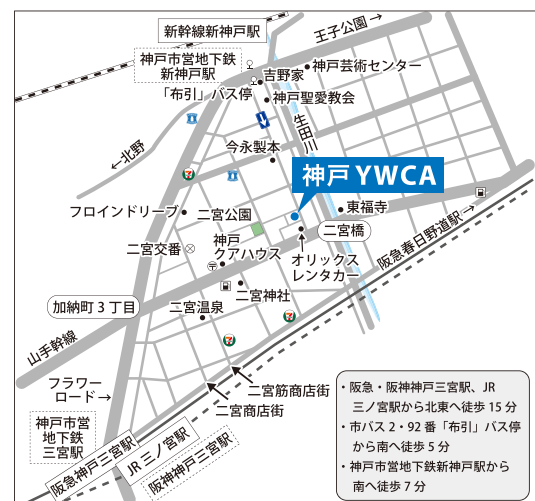 新幹線新神戸駅
王子公園→
神戸市営地下鉄
新神戸駅
神戸芸術センター
吉野家
「布引」バス停
神戸聖愛教会
生田川
←北野
今永製本
神戸 YWCA
7
フロインドリーブ
二宮公園
東福寺
二宮橋
二宮交番
神戸
クアハウス
オリックス
レンタカー
阪急春日野道駅→
加納町3丁目
二宮神社
二宮温泉
7
7
山手幹線
フラワー
ロード→
二宮筋商店街
二宮商店街
神戸市営
地下鉄
三宮駅
阪急神戸三宮駅
JR 三ノ宮駅
阪神神戸三宮駅
・阪急・阪神神戸三宮駅、JR
三ノ宮駅から北東へ徒歩 15 分
・市バス 2・92 番「布引」バス停
から南へ徒歩 5 分
・神戸市営地下鉄新神戸駅から
南へ徒歩 7 分